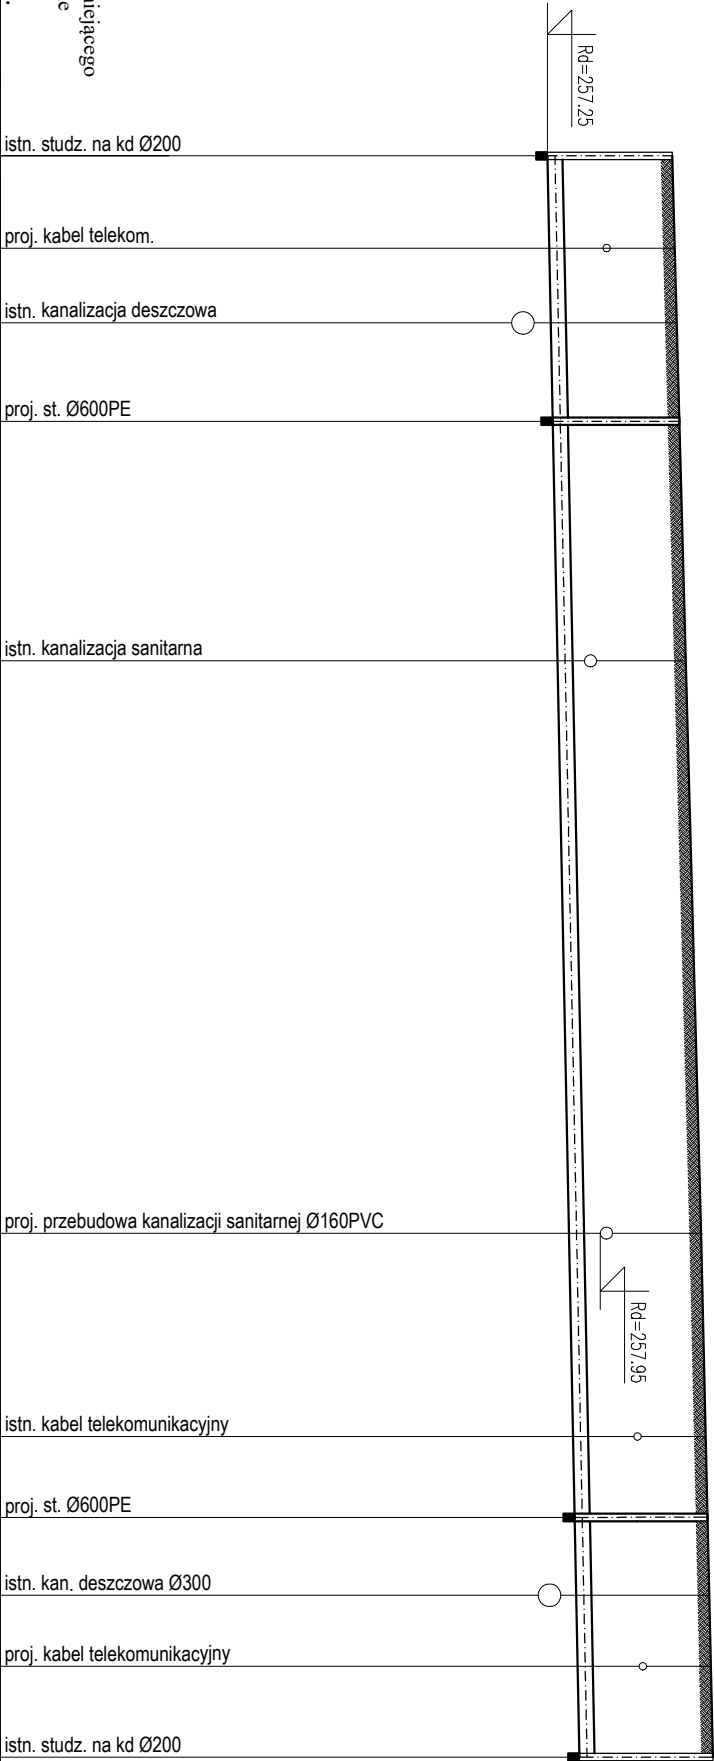 Rd=257.25
istn. studz. na kd Ø200
proj. kabel telekom.
istn. kanalizacja deszczowa
proj. st. Ø600PE
istn. kanalizacja sanitarna
proj. przebudowa kanalizacji sanitarnej Ø160PVC
Rd=257.95
istn. kabel telekomunikacyjny
proj. st. Ø600PE
istn. kan. deszczowa Ø300
proj. kabel telekomunikacyjny
istn. studz. na kd Ø200